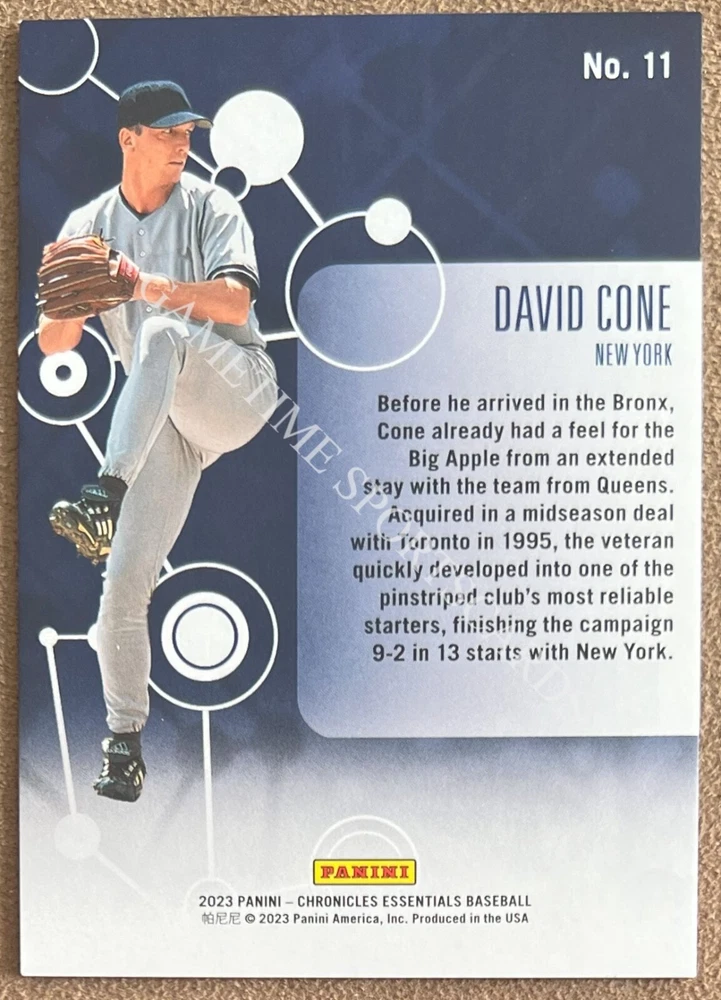 No. 11
DAVID CONE
NEW YORK
Before he arrived in the Bronx,
Cone already had a feel for the
Big Apple from an extended
stay with the team from Queens.
Acquired in a midseason deal
with Toronto in 1995, the veteran
quickly developed into one of the
pinstriped club's most reliable
starters, finishing the campaign
9-2 in 13 starts with New York.
GAMETIME SPORTSCARD
PANINI
2023 PANINI – CHRONICLES ESSENTIALS BASEBALL
帕尼尼 © 2023 Panini America, Inc. Produced in the USA